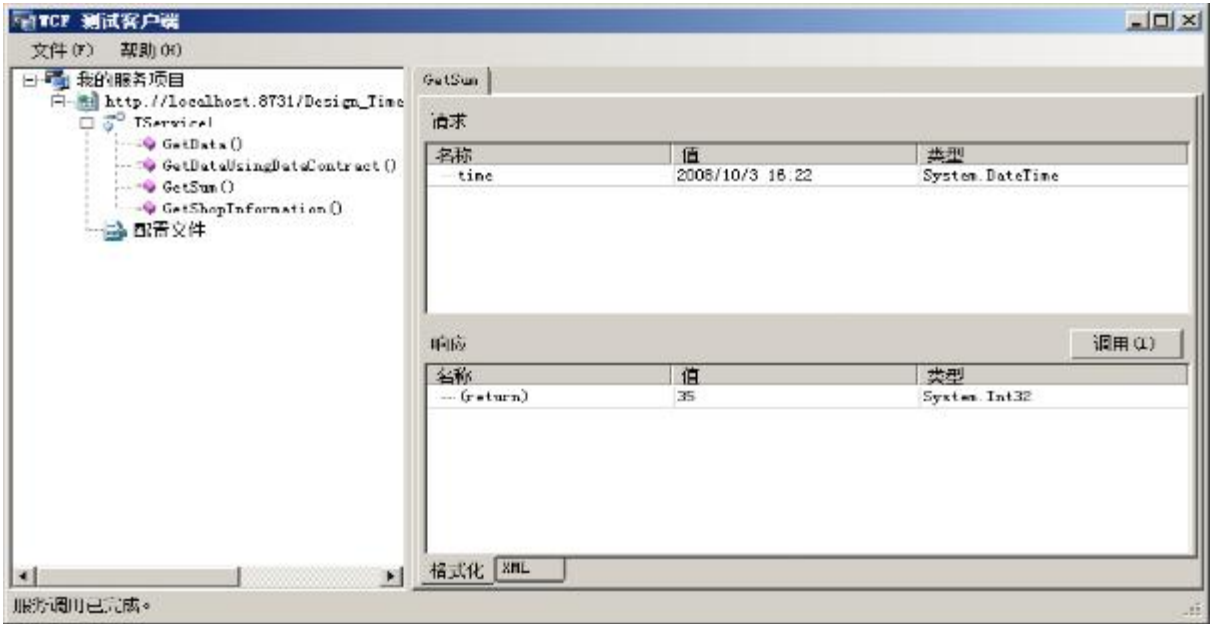 WCF 测试客户端
文件(F) 帮助(H)
我的服务项目
http://localhost:8731/Design_Time
IService1
GetData()
GetDataUsingDataContract()
GetSum()
GetShopInformation()
配置文件
GetSum
请求
名称 值 类型
time 2008/10/3 16:22 System.DateTime
响应
调用(I)
名称 值 类型
(return) 35 System.Int32
格式化 XML
服务调用已完成。